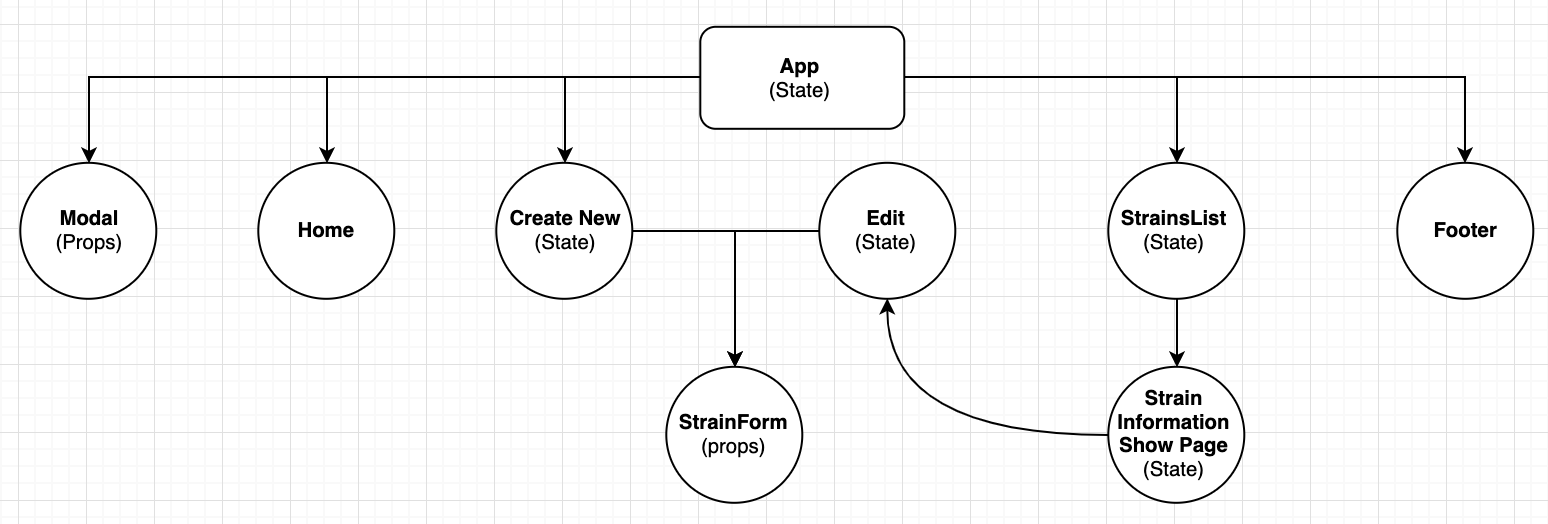 App
(State)
Modal
(Props)
Home
Create New
(State)
Edit
(State)
StrainsList
(State)
Footer
StrainForm
(props)
Strain
Information
Show Page
(State)